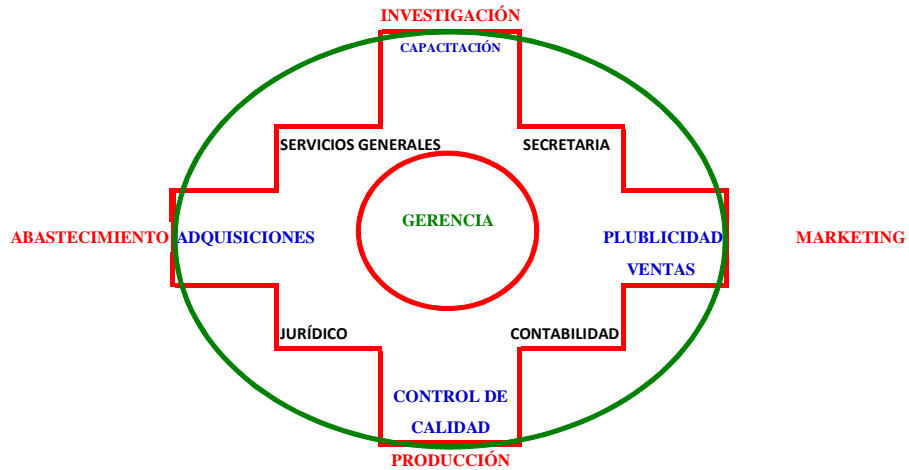 INVESTIGACIÓN
CAPACITACIÓN
SERVICIOS GENERALES
SECRETARIA
GERENCIA
ABASTECIMIENTO
ADQUISICIONES
PLUBLICIDAD
VENTAS
MARKETING
JURÍDICO
CONTABILIDAD
CONTROL DE
CALIDAD
PRODUCCIÓN